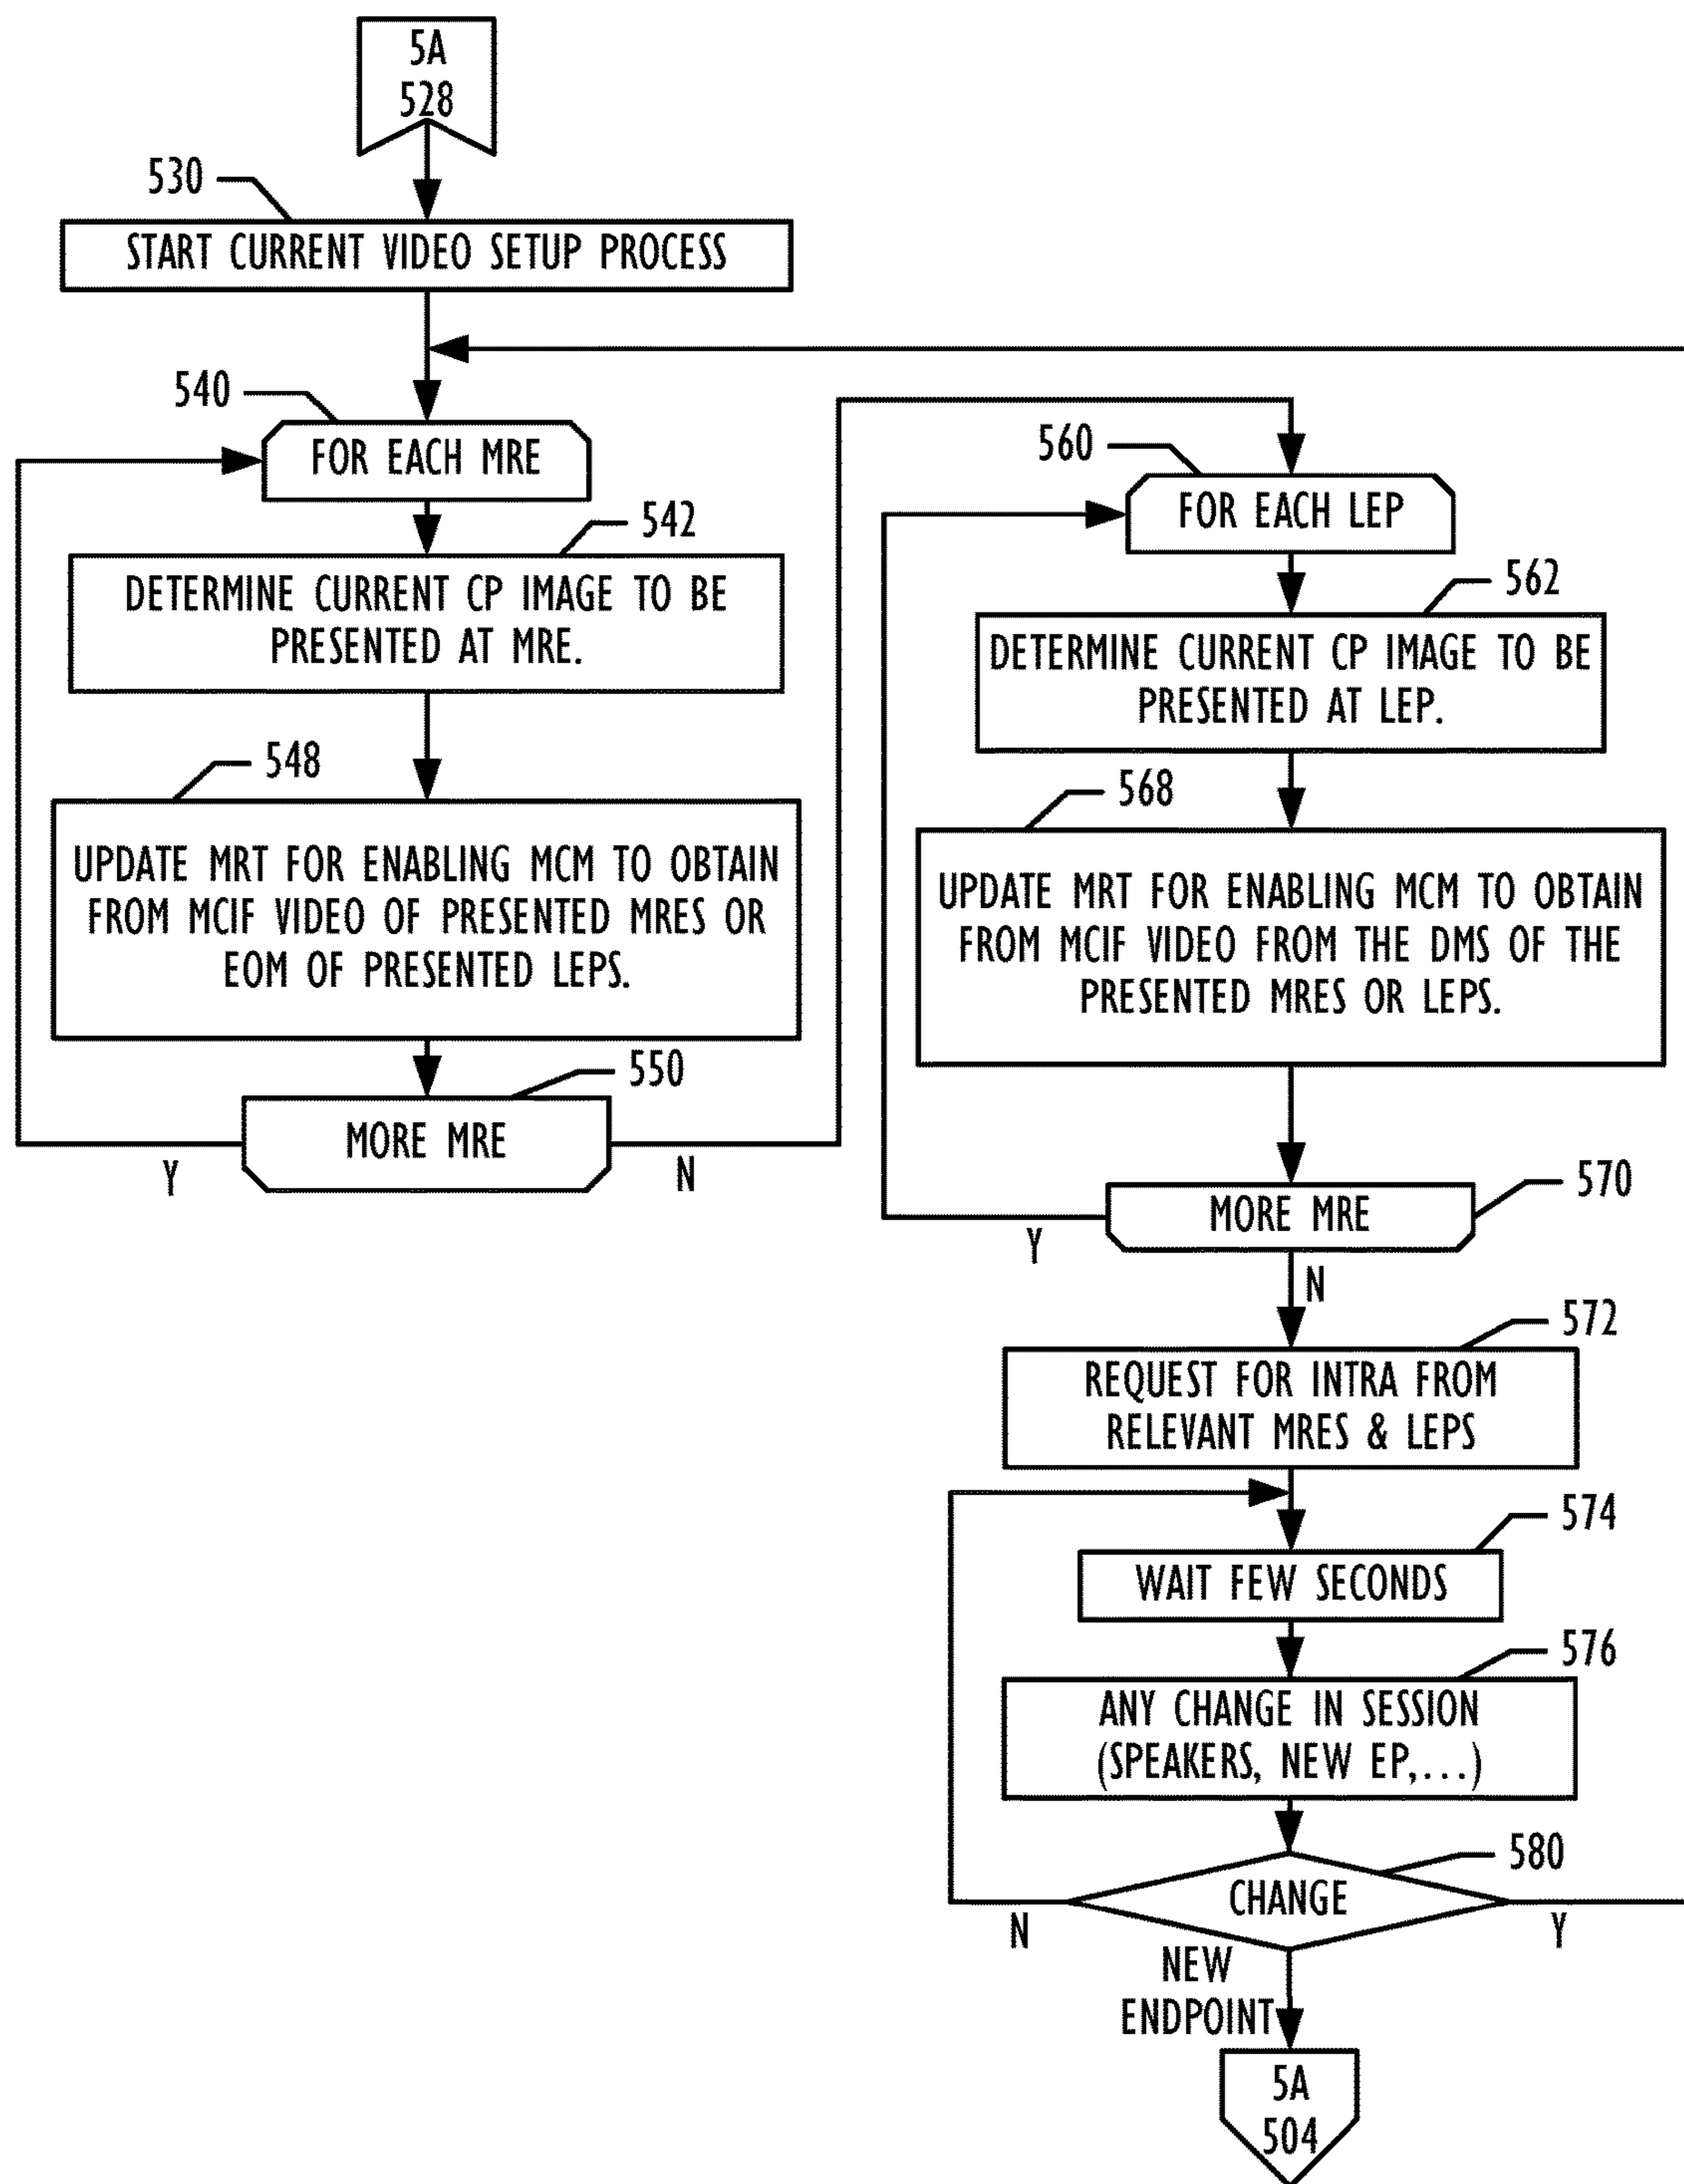 5A
528
530
START CURRENT VIDEO SETUP PROCESS
540
FOR EACH MRE
542
DETERMINE CURRENT CP IMAGE TO BE
PRESENTED AT MRE.
548
UPDATE MRT FOR ENABLING MCM TO OBTAIN
FROM MCIF VIDEO OF PRESENTED MRES OR
EOM OF PRESENTED LEPS.
550
MORE MRE
Y
N
560
FOR EACH LEP
562
DETERMINE CURRENT CP IMAGE TO BE
PRESENTED AT LEP.
568
UPDATE MRT FOR ENABLING MCM TO OBTAIN
FROM MCIF VIDEO FROM THE DMS OF THE
PRESENTED MRES OR LEPS.
570
MORE MRE
Y
N
572
REQUEST FOR INTRA FROM
RELEVANT MRES & LEPS
574
WAIT FEW SECONDS
576
ANY CHANGE IN SESSION
(SPEAKERS, NEW EP,...)
580
CHANGE
N
Y
NEW
ENDPOINT
5A
504